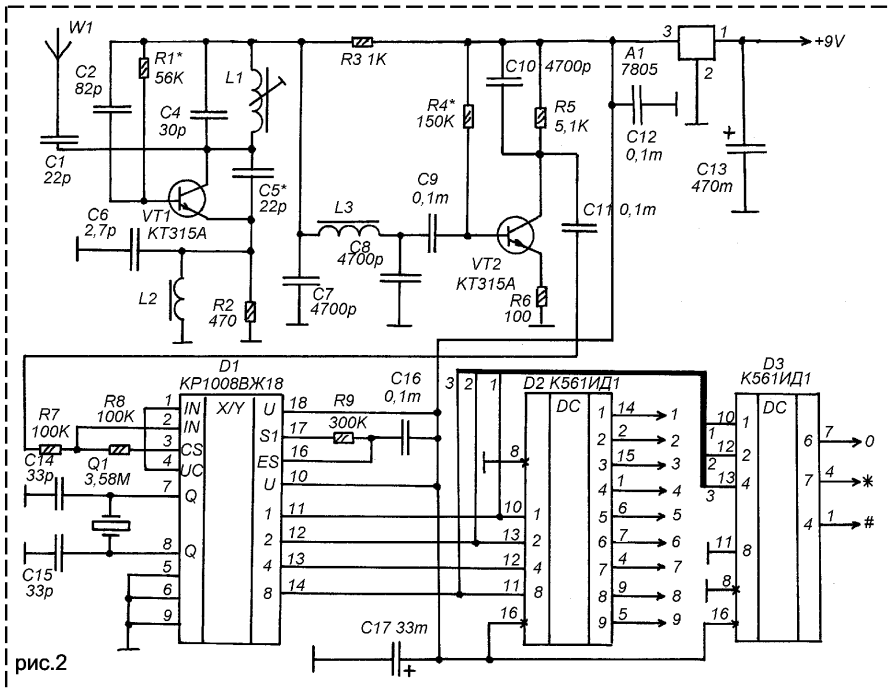 W1
C2
82p
R1*
56K
L1
C4
30p
C1
22p
VT1
KT315A
C5*
22p
C6
2,7p
L2
R2
470
R3 1K
R4*
150K
C10 4700p
R5
5,1K
C9
0,1m
L3
C8
4700p
C7
4700p
VT2
KT315A
R6
100
C11 0,1m
3
A1
7805
1
2
+9V
C12
0,1m
+
C13
470m
D1
КР1008ВЖ18
X/Y
R7
100K
R8
100K
C14
33p
Q1
3,58M
C15
33p
1 IN
2 IN
3 CS
4 UC
7 Q
8 Q
5
6
9
U 18
S1 17
ES 16
U 10
1 11
2 12
4 13
8 14
R9
300K
C16
0,1m
3 2 1
D2 К561ИД1
DC
8
10 1
13 2
12 4
11 8
16
1 14 1
2 2 2
3 15 3
4 1 4
5 6 5
6 7 6
7 4 7
8 9 8
9 5 9
D3
К561ИД1
DC
10 1
1
12 2
2
13 4
3
11 8
8
16
6 7 0
7 4 *
4 1 #
C17 33m
+
рис.2